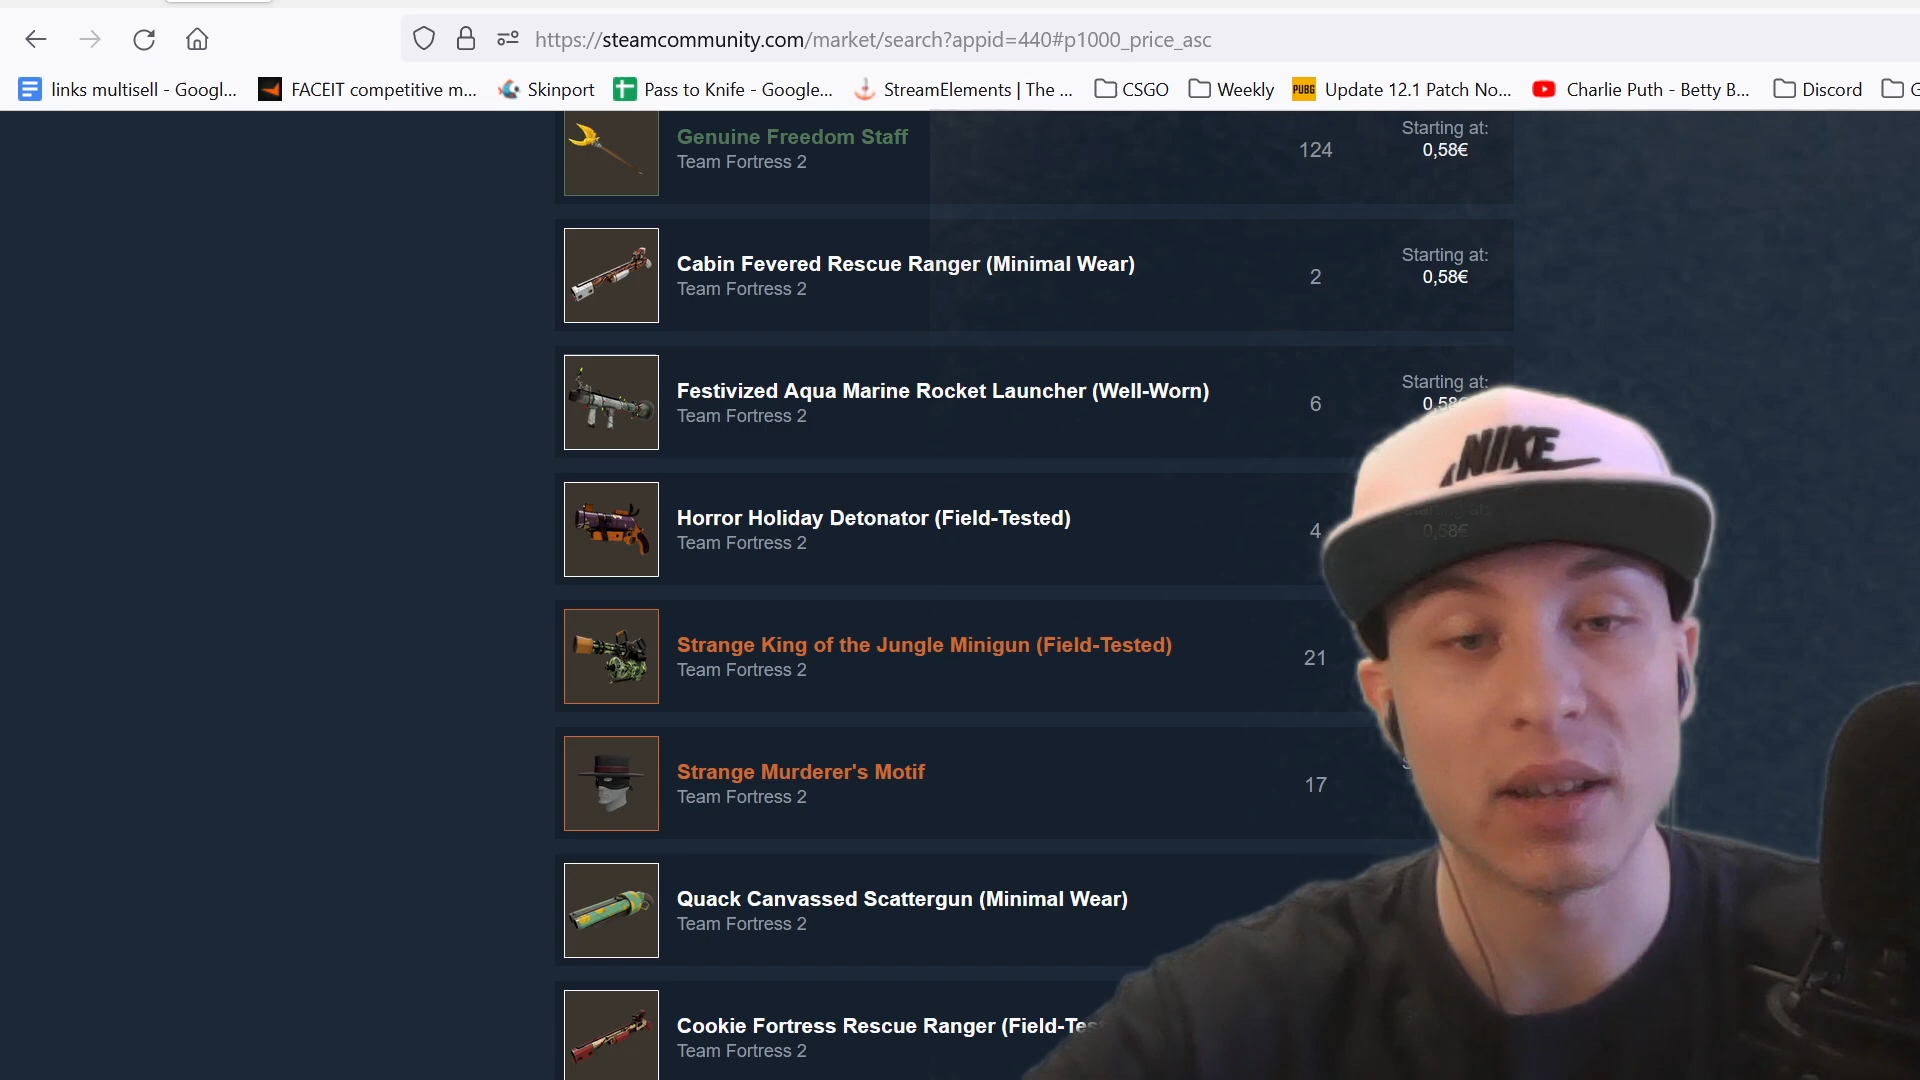 https://steamcommunity.com/market/search?appid=440#p1000_price_asc
links multisell - Googl...
FACEIT competitive m...
Skinport
Pass to Knife - Google...
StreamElements | The ...
CSGO
Weekly
PUBG
Update 12.1 Patch No...
Charlie Puth - Betty B...
Discord
Genuine Freedom Staff
Team Fortress 2
124
Starting at:
0,58€
Cabin Fevered Rescue Ranger (Minimal Wear)
Team Fortress 2
2
Starting at:
0,58€
Festivized Aqua Marine Rocket Launcher (Well-Worn)
Team Fortress 2
6
Starting at:
0,58
NIKE
Horror Holiday Detonator (Field-Tested)
Team Fortress 2
4
0,58€
Strange King of the Jungle Minigun (Field-Tested)
Team Fortress 2
21
Strange Murderer's Motif
Team Fortress 2
17
Quack Canvassed Scattergun (Minimal Wear)
Team Fortress 2
Cookie Fortress Rescue Ranger (Field-Tes
Team Fortress 2